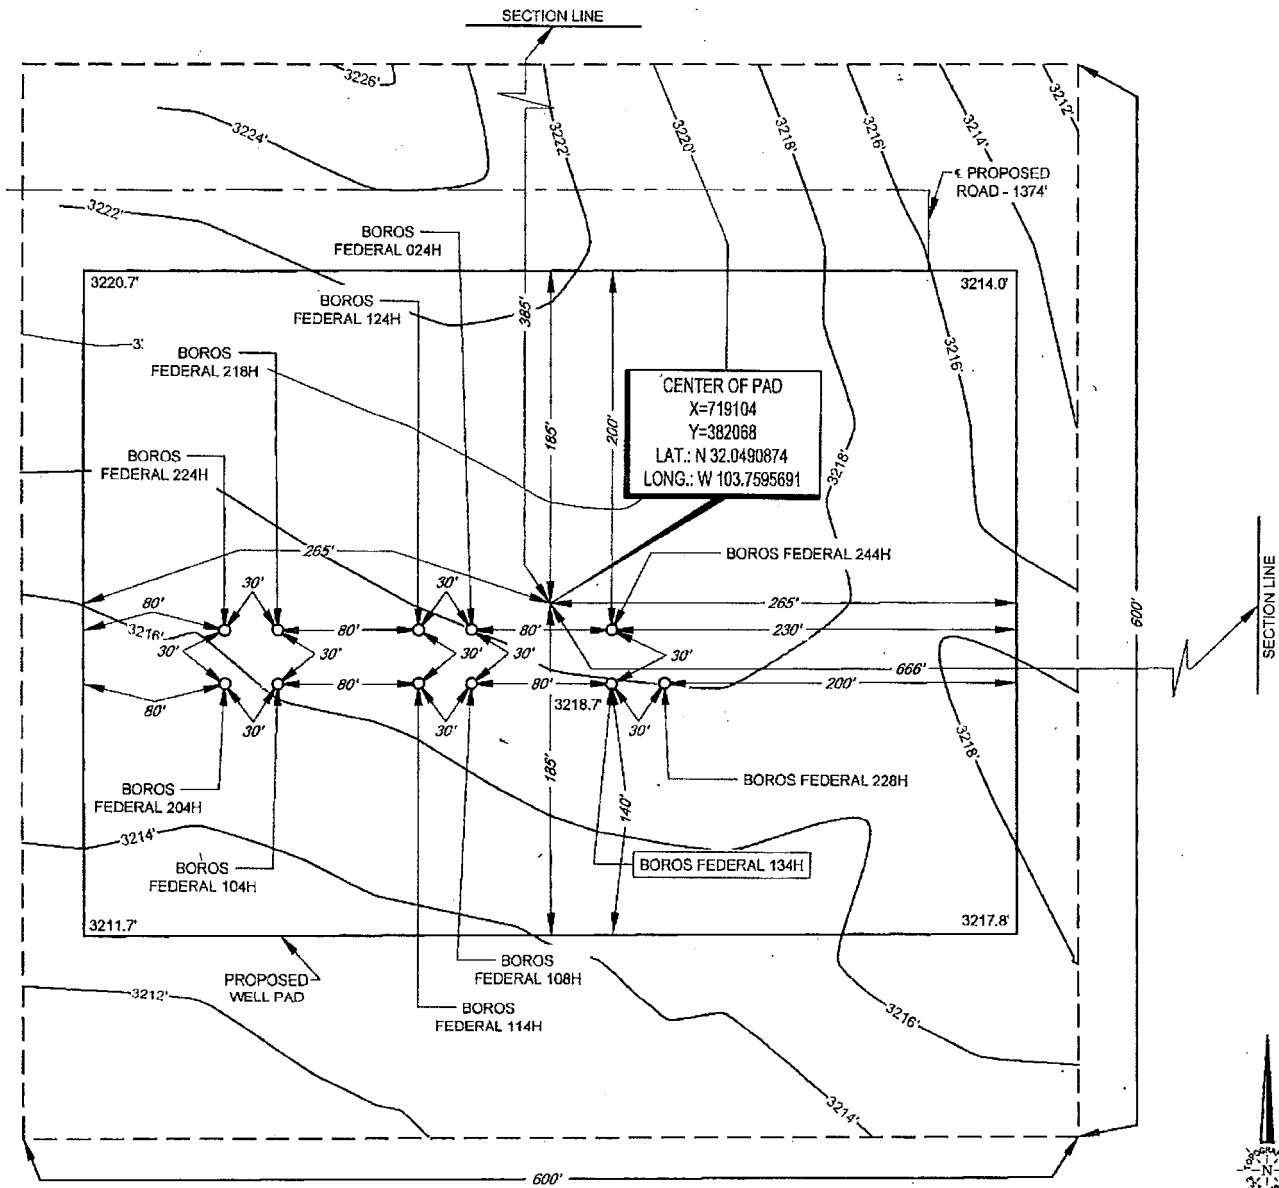 SECTION LINE
3226'
3224'
3222'
3220'
3218'
3216'
3214'
3212'
385'
₵ PROPOSED
ROAD - 1374'
3222'
BOROS
FEDERAL 024H
3220.7'
3214.0'
BOROS
FEDERAL 124H
BOROS
FEDERAL 218H
3216'
CENTER OF PAD
X=719104
Y=382068
LAT.: N 32.0490874
LONG.: W 103.7595691
185'
200'
BOROS
FEDERAL 224H
3218'
265'
BOROS FEDERAL 244H
30'
30'
80'
265'
3216'
80'
80'
230'
30'
30'
30'
30'
30'
666'
600'
SECTION LINE
80'
80'
80'
200'
3218.7'
30'
30'
30'
3218'
185'
140'
BOROS FEDERAL 228H
BOROS
FEDERAL 204H
3214'
BOROS
FEDERAL 104H
BOROS FEDERAL 134H
3211.7'
3217.8'
PROPOSED
WELL PAD
BOROS
FEDERAL 108H
3212'
BOROS
FEDERAL 114H
3216'
3214'
600'
N